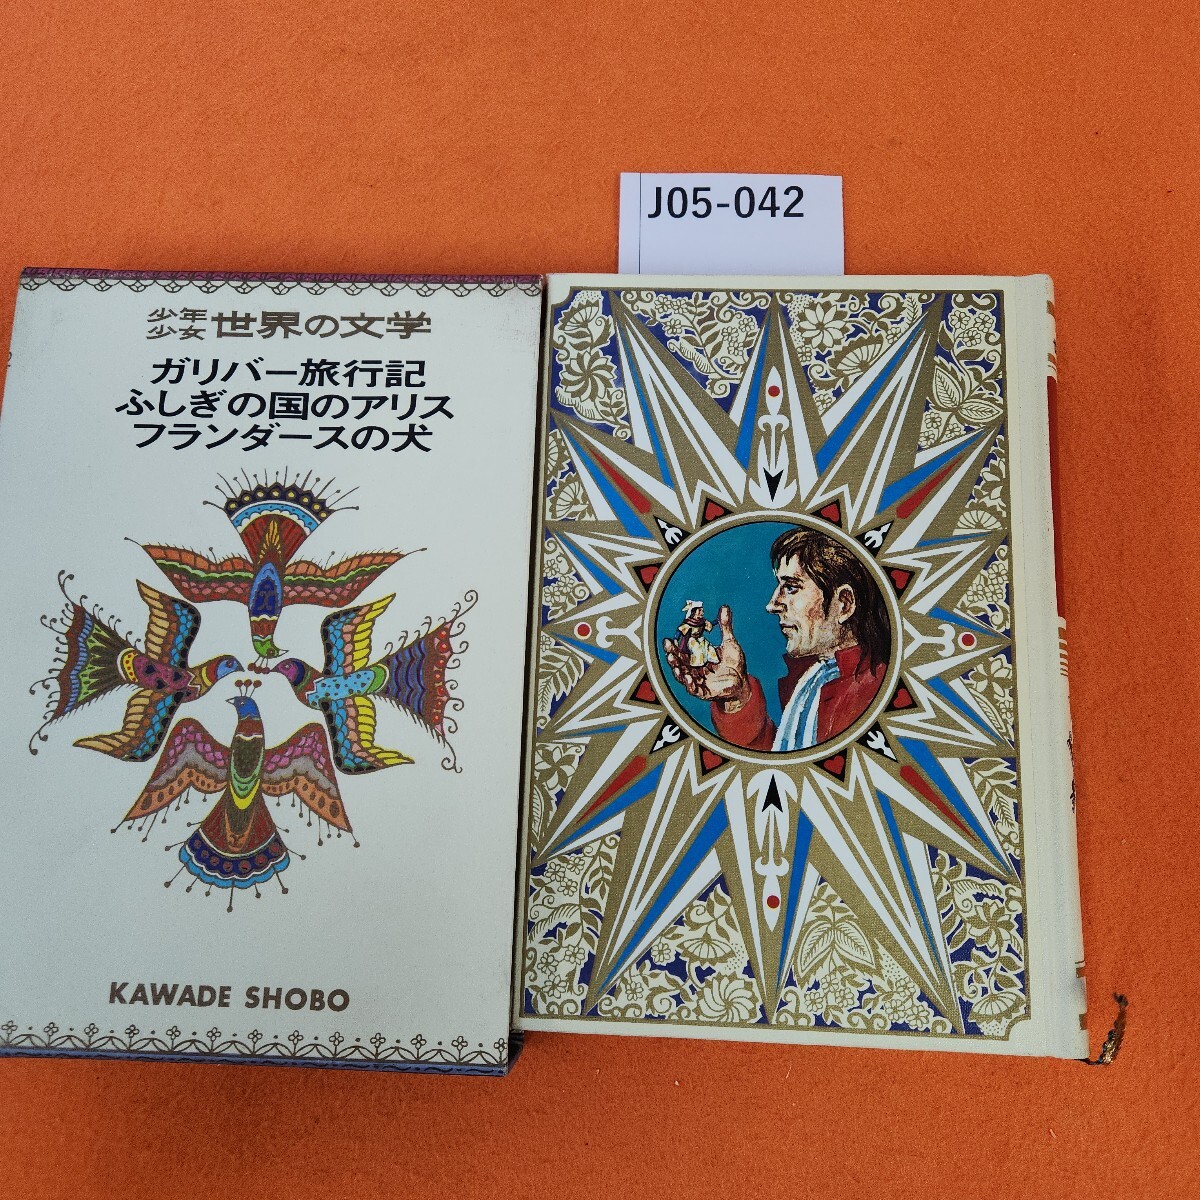 J05-042
少年少女 世界の文学
ガリバー旅行記
ふしぎの国のアリス
フランダースの犬
KAWADE SHOBO